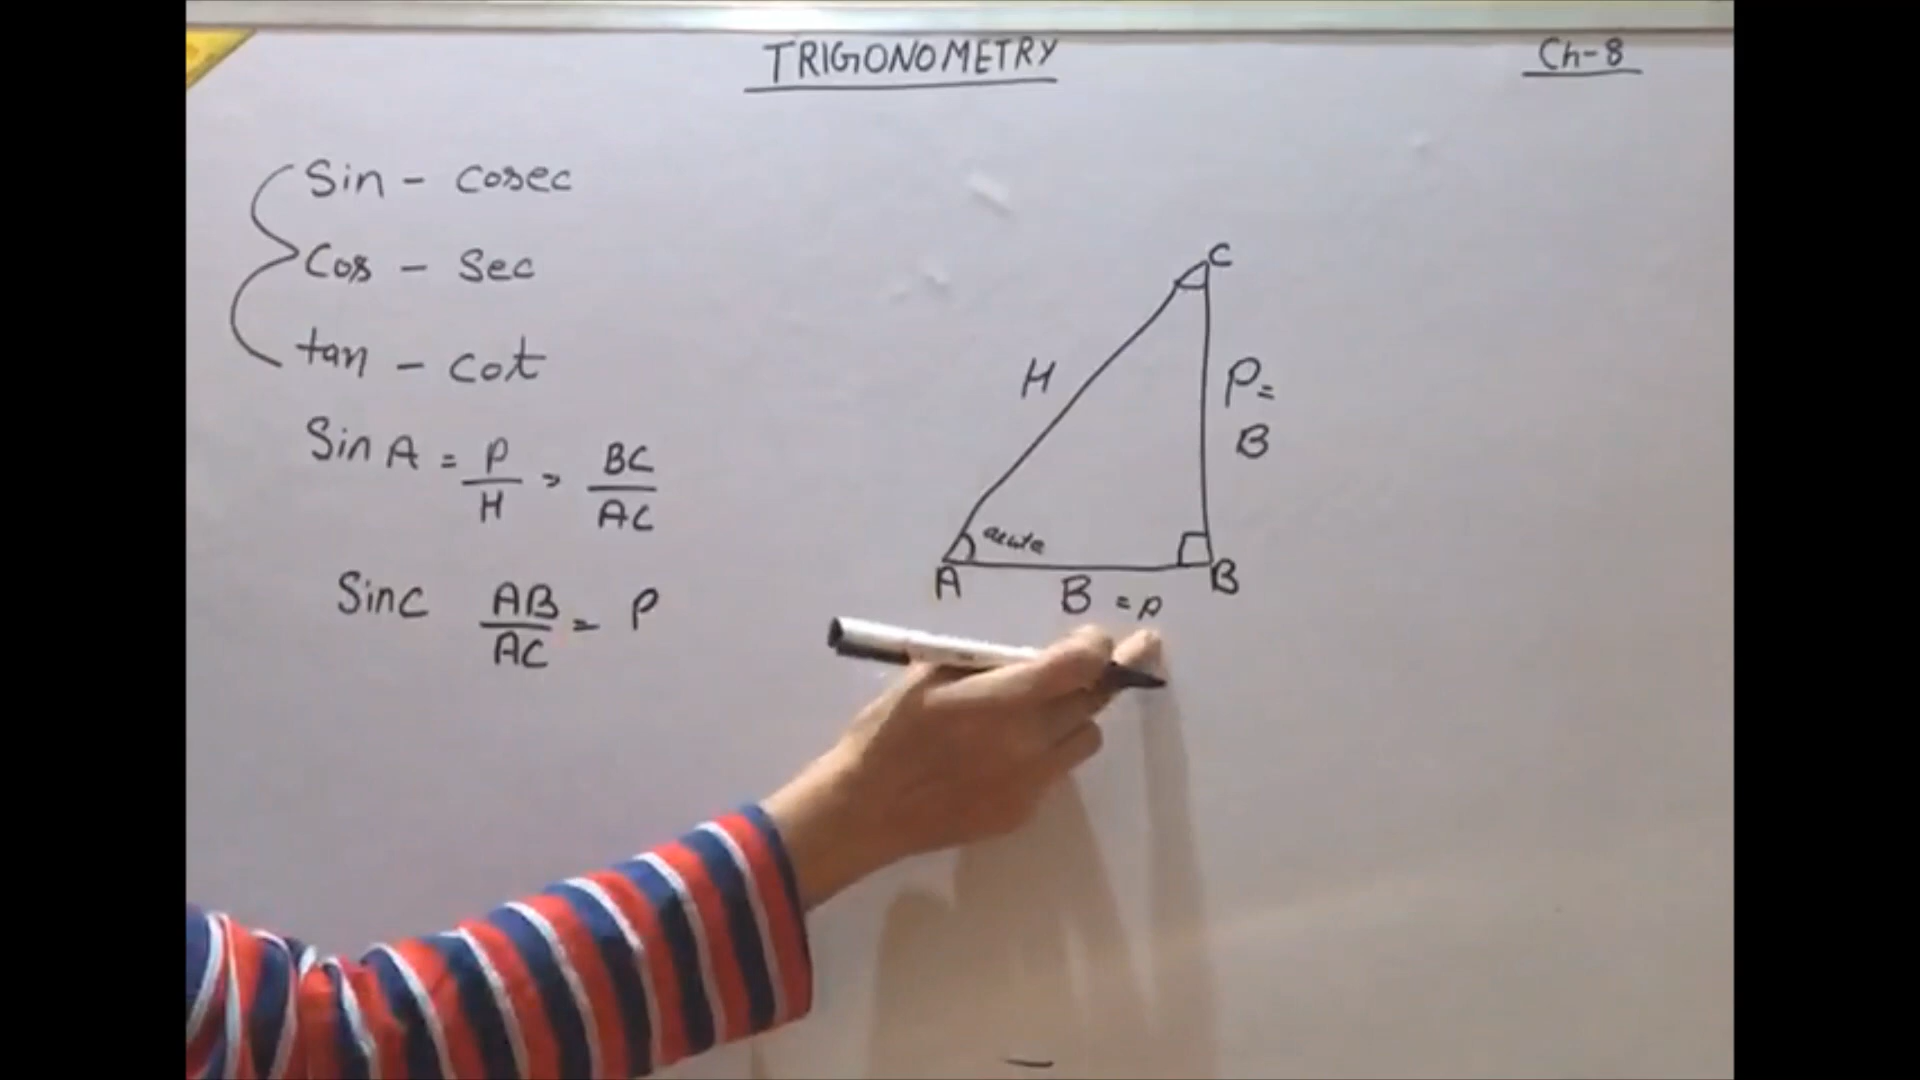 TRIGONOMETRY
Ch-8
Sin - cosec
Cos - Sec
tan - cot
Sin A = P/H = BC/AC
Sinc AB/AC = P
C
H
P =
B
acute
A
B = P
B